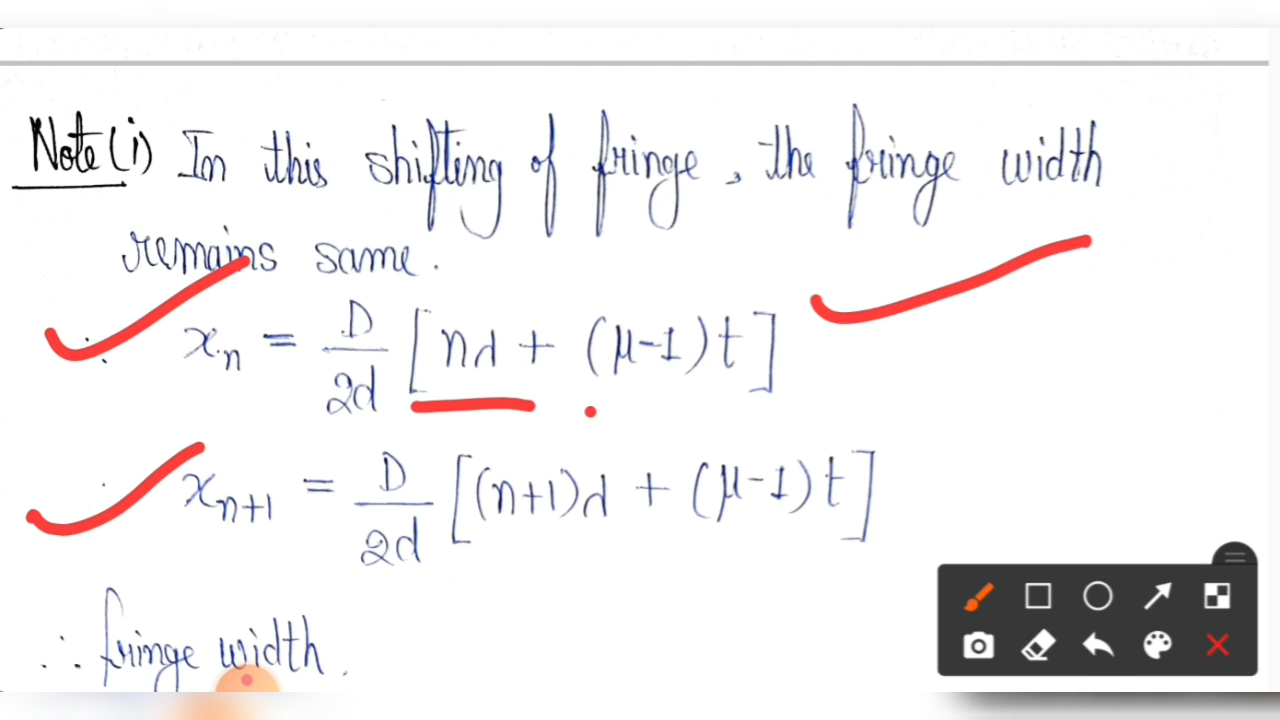 Note (i) In this shifting of fringe, the fringe width
remains same.
∴ xₙ = D/2d [nd + (μ-1)t]
∴ xₙ₊₁ = D/2d [(n+1)d + (μ-1)t]
∴ fringe width.